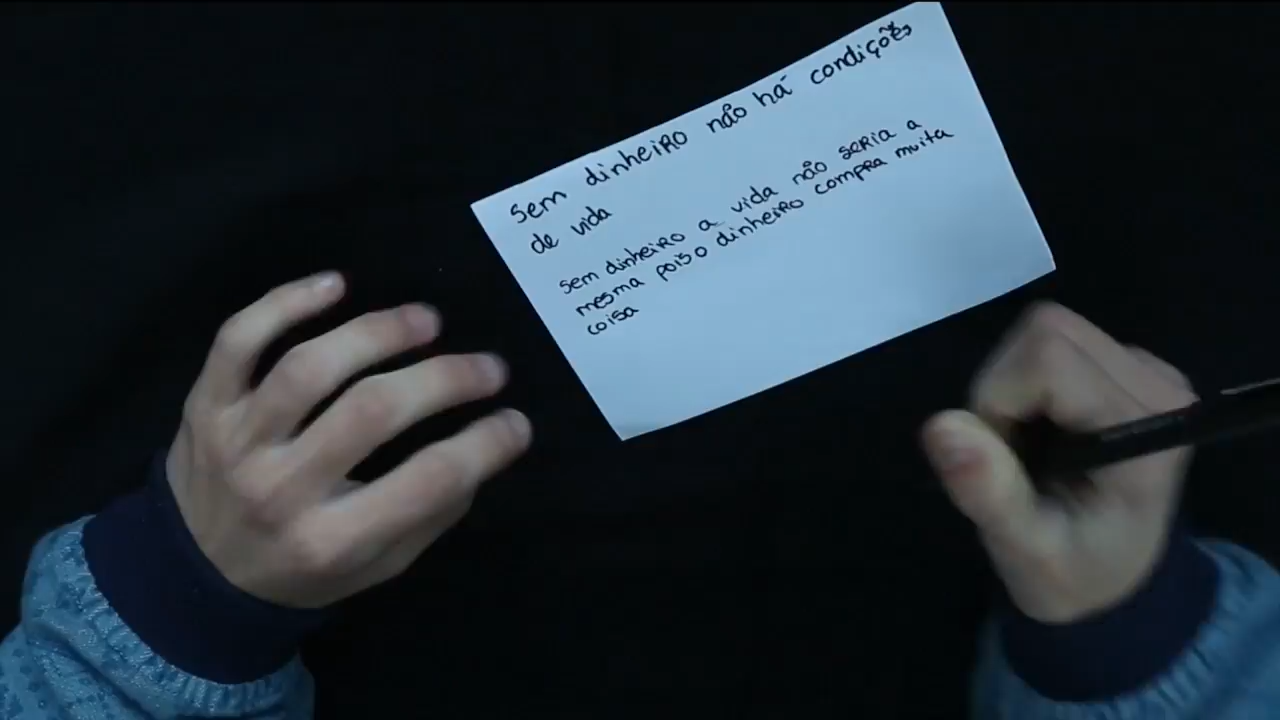 Sem dinheiro não há condições
de vida
Sem dinheiro a vida não seria a
mesma pois o dinheiro compra muita
coisa